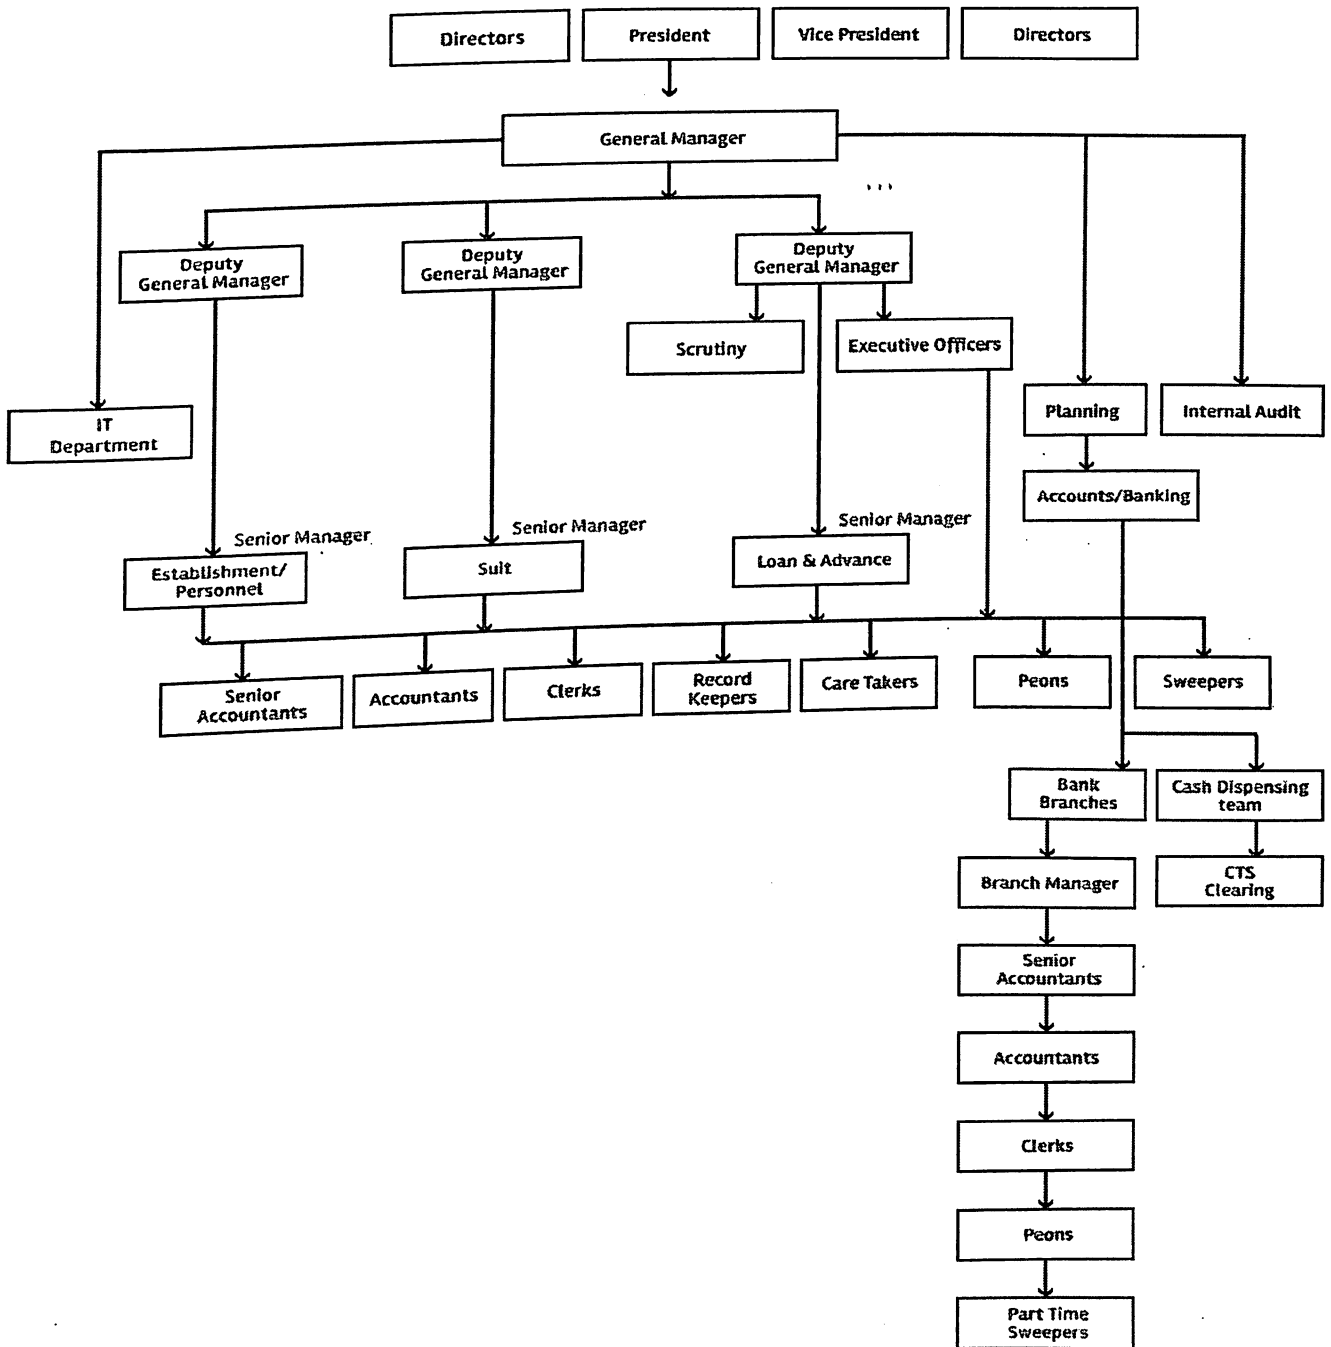 Directors
President
Vice President
Directors
General Manager
Deputy
General Manager
Deputy
General Manager
Deputy
General Manager
Scrutiny
Executive Officers
IT
Department
Planning
Internal Audit
Accounts/Banking
Senior Manager
Senior Manager
Senior Manager
Establishment/
Personnel
Suit
Loan & Advance
Senior
Accountants
Accountants
Clerks
Record
Keepers
Care Takers
Peons
Sweepers
Bank
Branches
Cash Dispensing
team
Branch Manager
CTS
Clearing
Senior
Accountants
Accountants
Clerks
Peons
Part Time
Sweepers